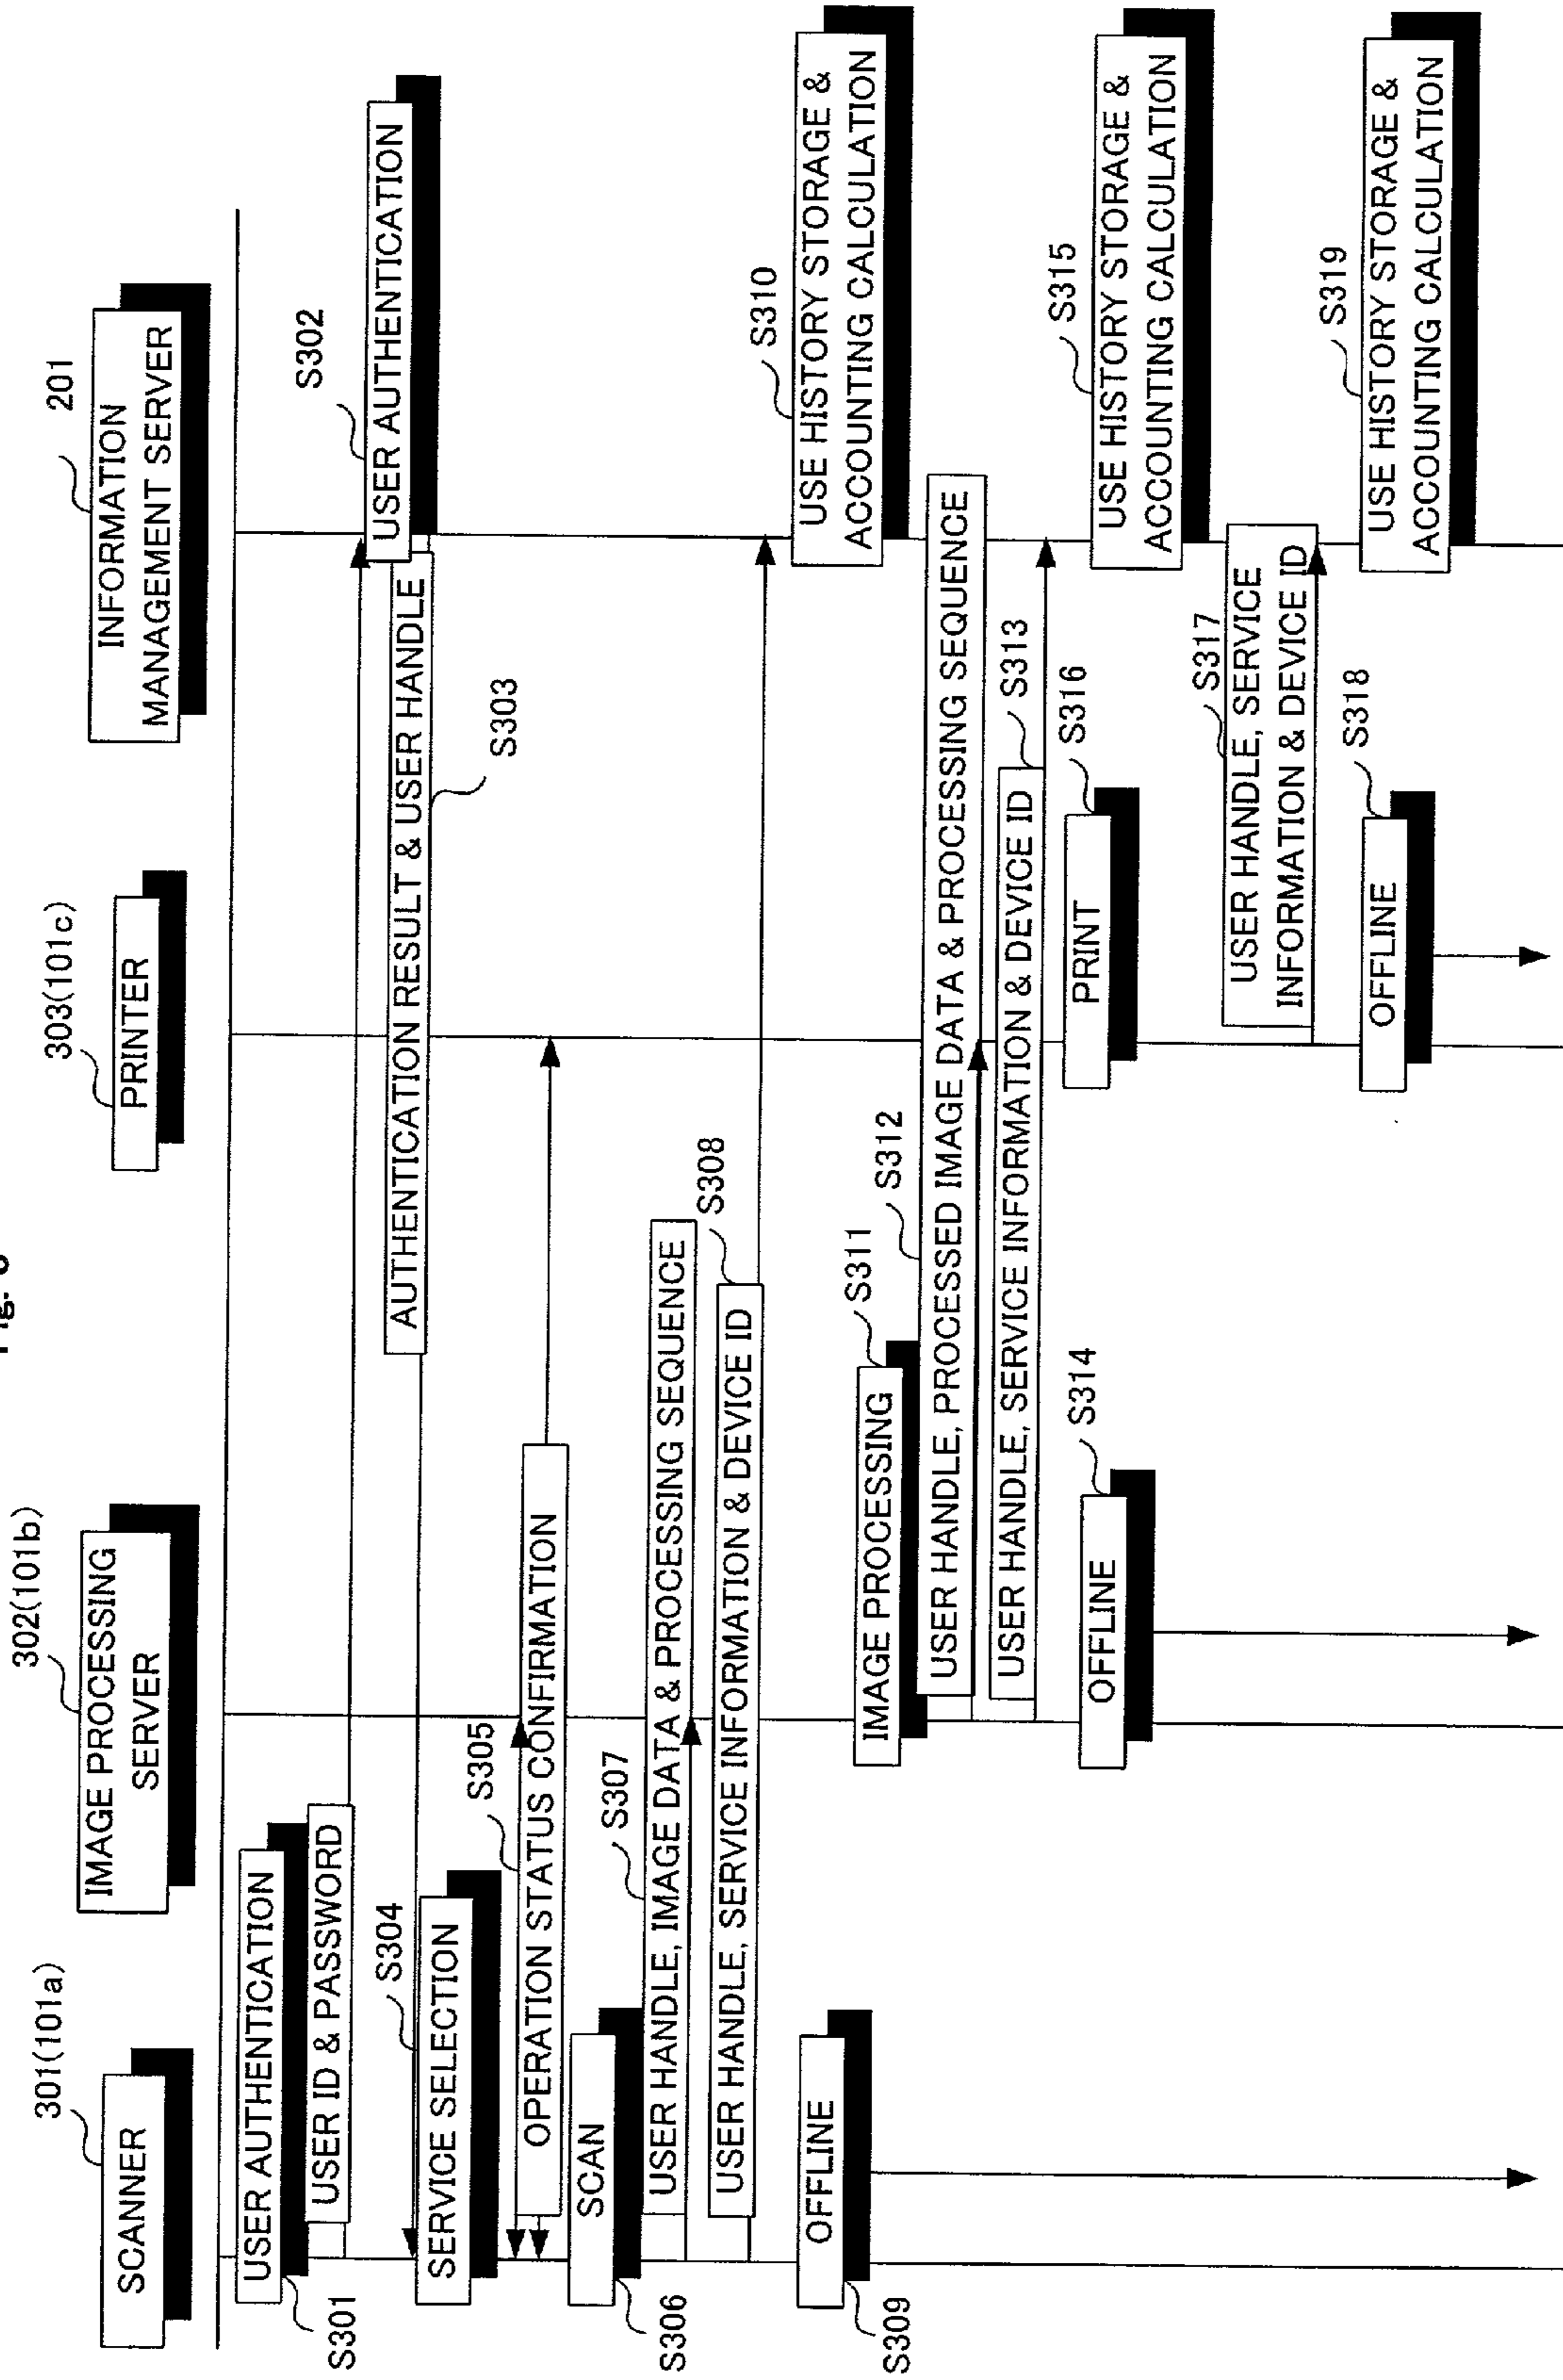 Fig. 8
301(101a)
SCANNER
302(101b)
IMAGE PROCESSING
SERVER
303(101c)
PRINTER
201
INFORMATION
MANAGEMENT SERVER
S301
USER AUTHENTICATION
USER ID & PASSWORD
S302
USER AUTHENTICATION
AUTHENTICATION RESULT & USER HANDLE
S303
S304
SERVICE SELECTION
S305
OPERATION STATUS CONFIRMATION
S306
SCAN
S307
USER HANDLE, IMAGE DATA & PROCESSING SEQUENCE
S308
USER HANDLE, SERVICE INFORMATION & DEVICE ID
S309
OFFLINE
S310
USE HISTORY STORAGE &
ACCOUNTING CALCULATION
S311
IMAGE PROCESSING
S312
USER HANDLE, PROCESSED IMAGE DATA & PROCESSING SEQUENCE
S313
USER HANDLE, SERVICE INFORMATION & DEVICE ID
S314
OFFLINE
S315
USE HISTORY STORAGE &
ACCOUNTING CALCULATION
S316
PRINT
S317
USER HANDLE, SERVICE
INFORMATION & DEVICE ID
S318
OFFLINE
S319
USE HISTORY STORAGE &
ACCOUNTING CALCULATION